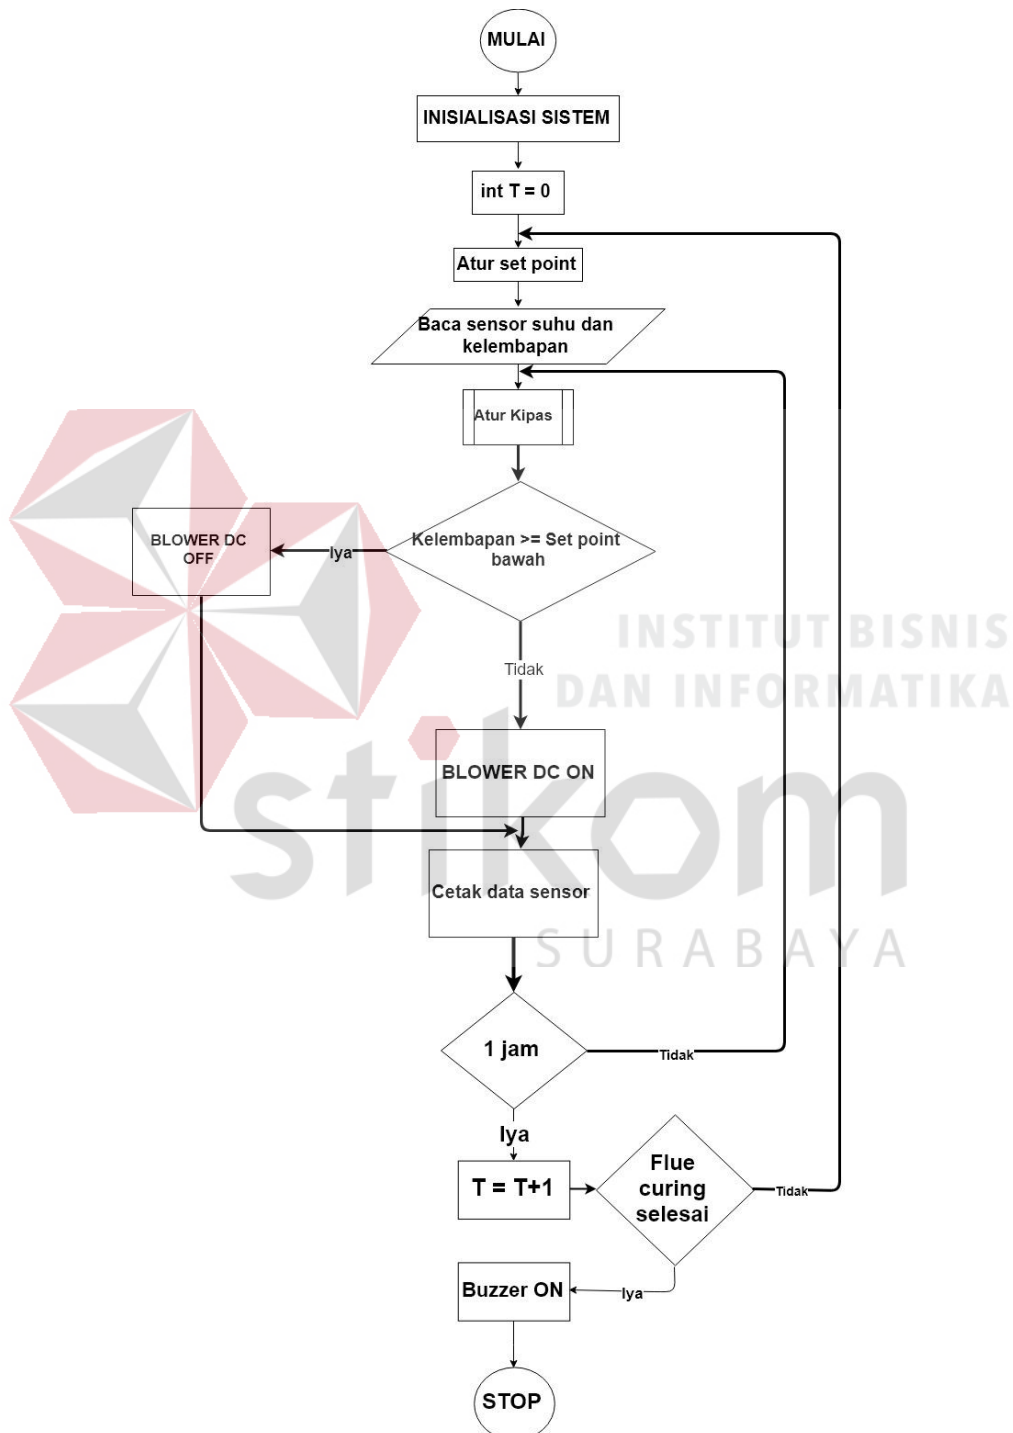 MULAI
INISIALISASI SISTEM
int T = 0
Atur set point
Baca sensor suhu dan
kelembapan
Atur Kipas
Kelembapan >= Set point
bawah
Iya
BLOWER DC
OFF
Tidak
INSTITUT BISNIS
DAN INFORMATIKA
BLOWER DC ON
stikom
Cetak data sensor
SURABAYA
1 jam
Tidak
Iya
T = T+1
Flue
curing
selesai
Tidak
Iya
Buzzer ON
STOP